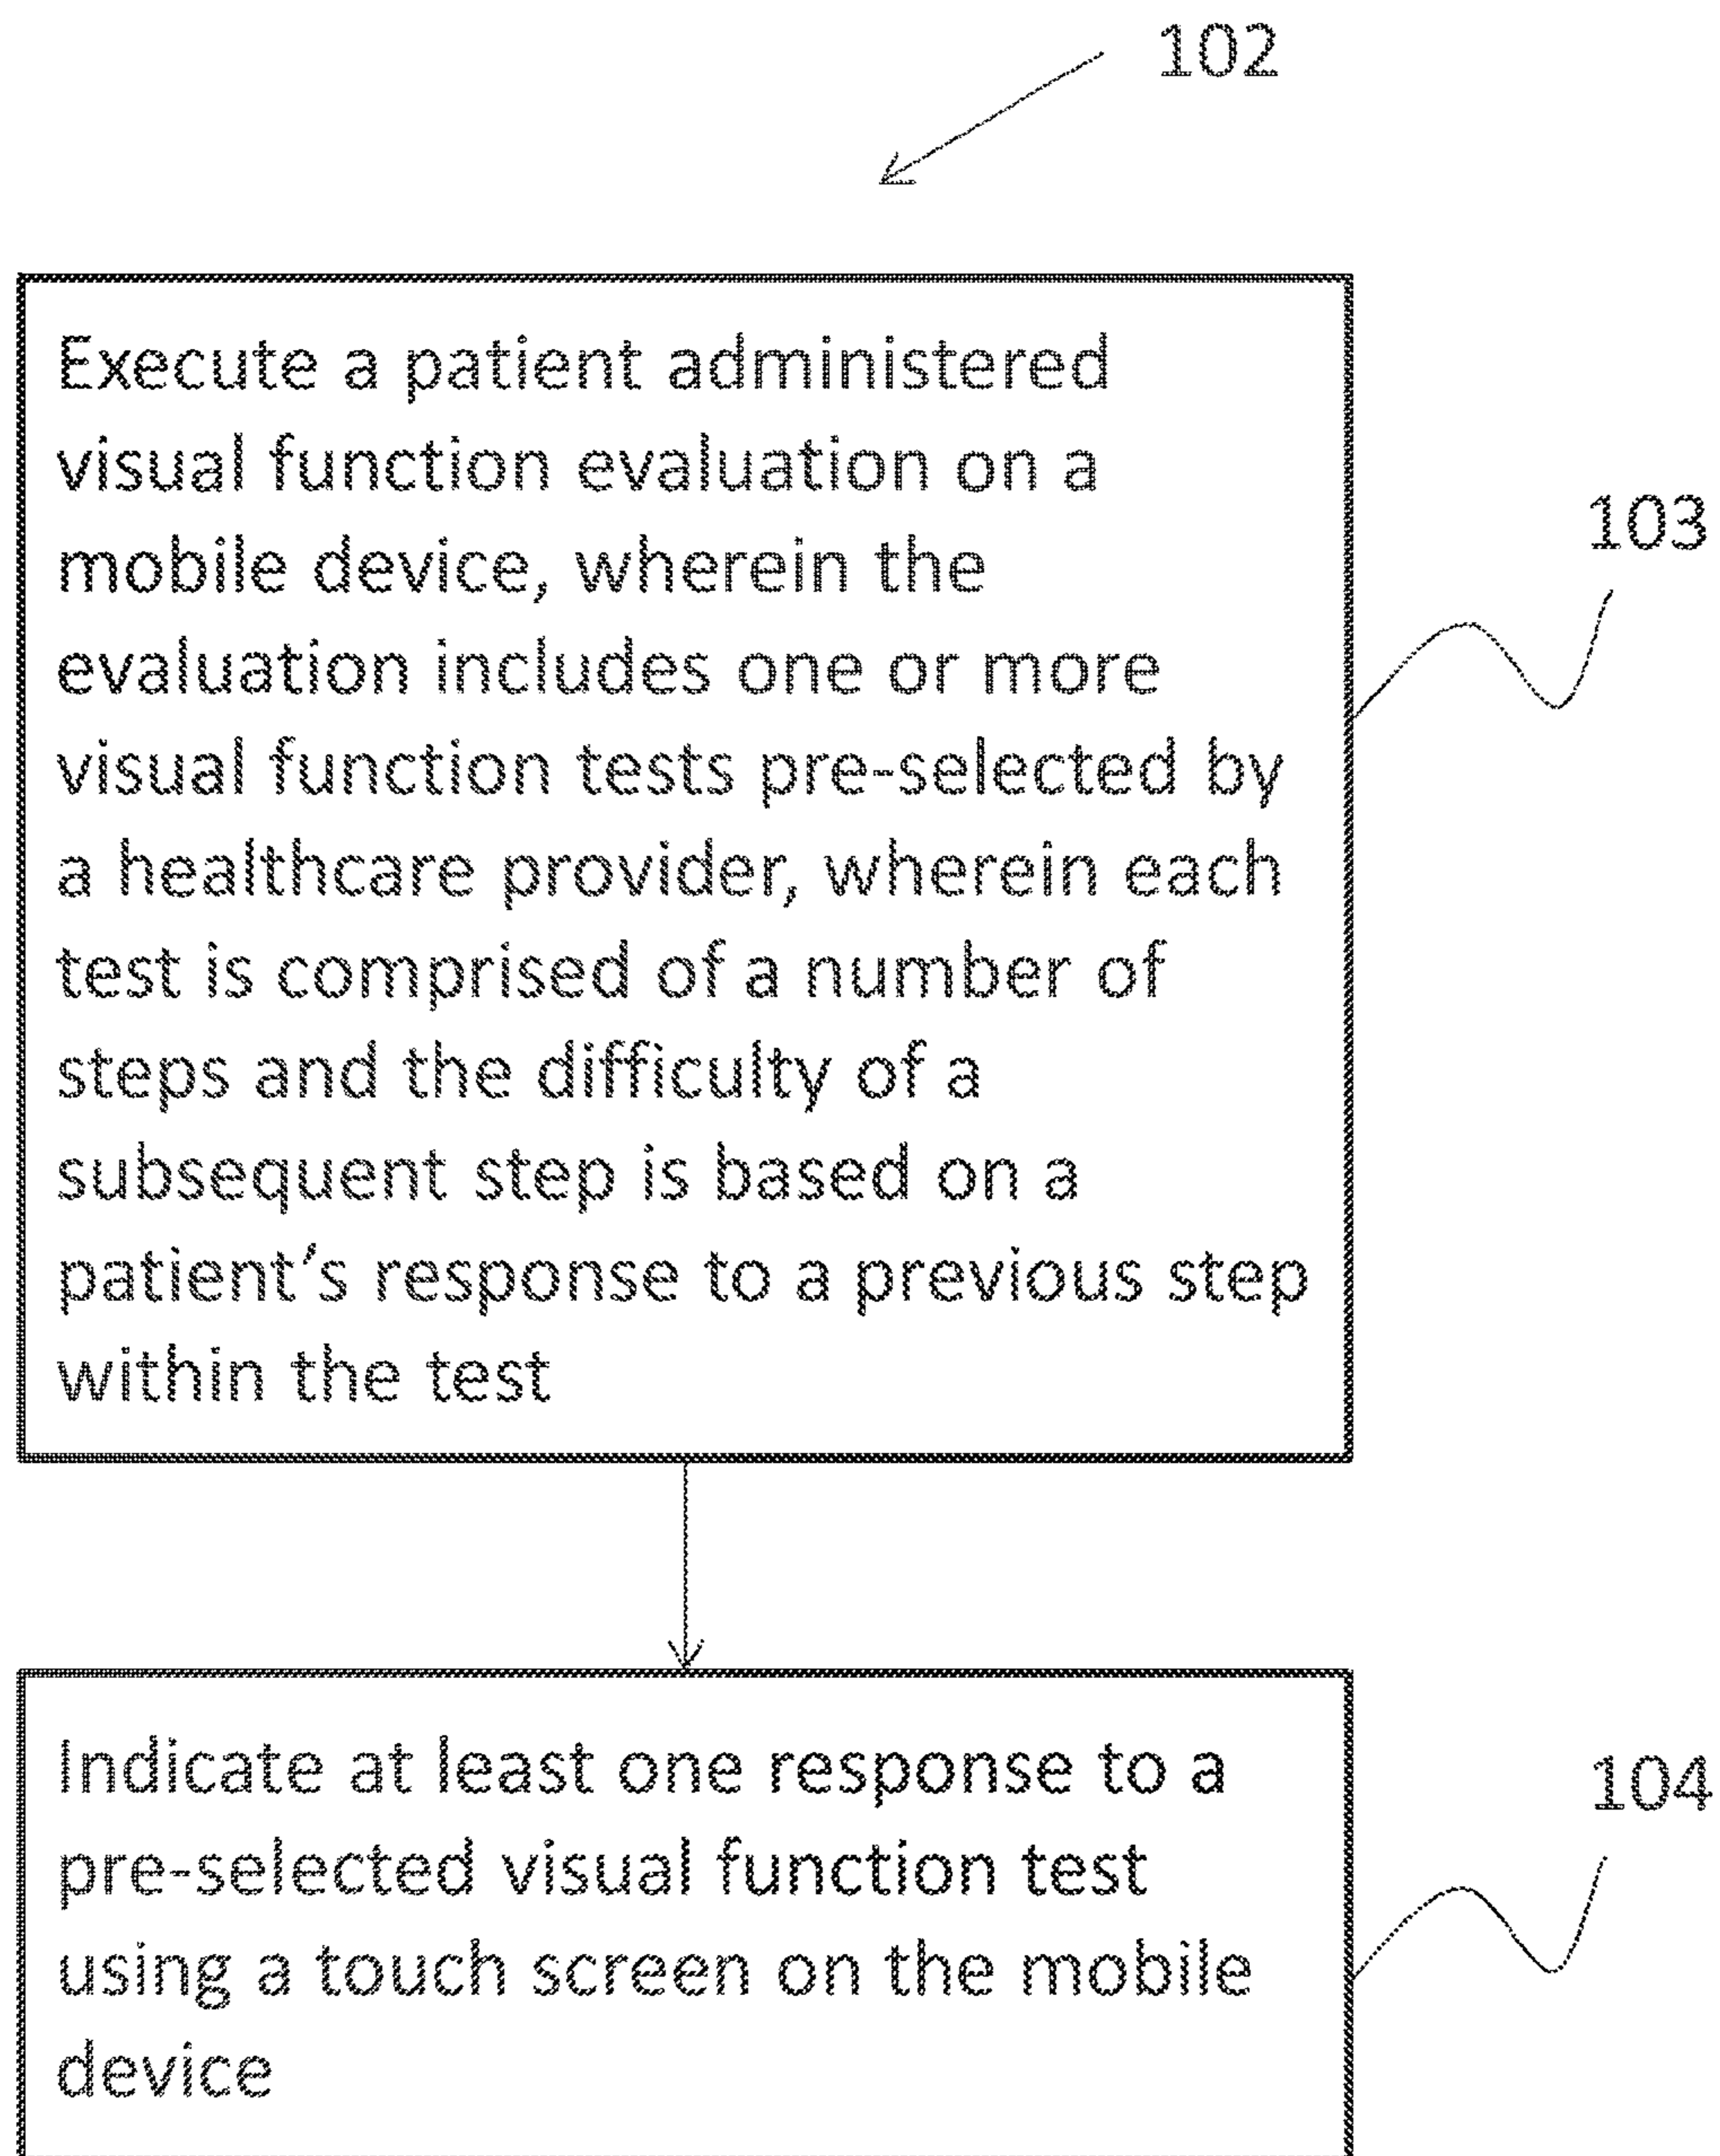 102
Execute a patient administered
visual function evaluation on a
mobile device, wherein the
evaluation includes one or more
visual function tests pre-selected by
a healthcare provider, wherein each
test is comprised of a number of
steps and the difficulty of a
subsequent step is based on a
patient’s response to a previous step
within the test
103
Indicate at least one response to a
pre-selected visual function test
using a touch screen on the mobile
device
104